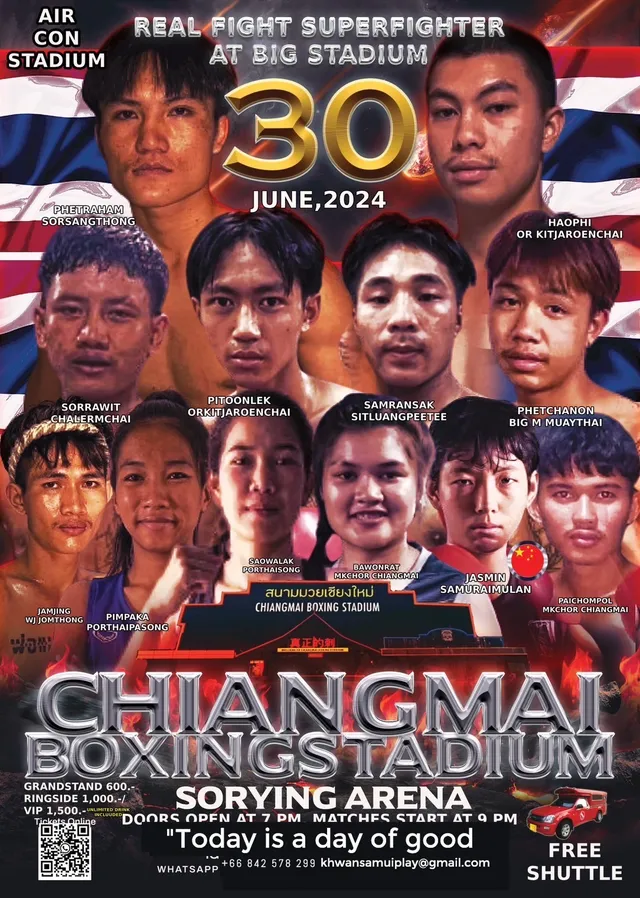 AIR
CON
STADIUM
REAL FIGHT SUPERFIGHTER
AT BIG STADIUM
30
JUNE,2024
PHETRAHAM
SORSANGTHONG
HAOPHI
OR KITJAROENCHAI
SORRAWIT
CHALERMCHAI
PITOONLEK
ORKITJAROENCHAI
SAMRANSAK
SITLUANGPEETEE
PHETCHANON
BIG M MUAYTHAI
JAMJING
WJ JOMTHONG
PIMPAKA
PORTHAIPASONG
SAOWALAK
PORTHAISONG
BAWONRAT
MKCHOR CHIANGMAI
JASMIN
SAMURAIMULAN
PAICHOMPOL
MKCHOR CHIANGMAI
สนามมวยเชียงใหม่
CHIANGMAI BOXING STADIUM
CHIANGMAI
BOXINGSTADIUM
GRANDSTAND 600.-
RINGSIDE 1,000.-/
VIP 1,500.-
UNLIMITED DRINK
INCLUUDED
Tickets Online
SORYING ARENA
DOORS OPEN AT 7 PM, MATCHES START AT 9 PM
"Today is a day of good
WHATSAPP +66 842 578 299 khwansamuiplay@gmail.com
FREE
SHUTTLE